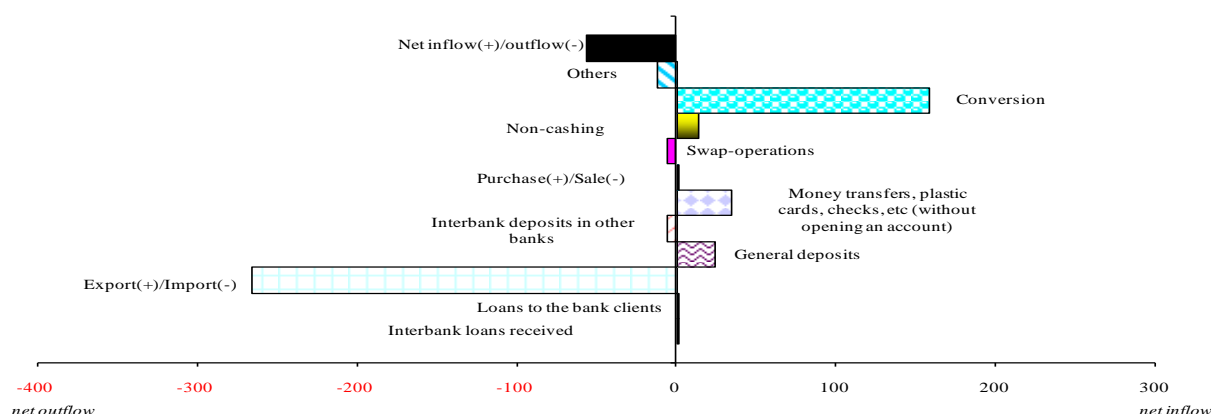 Net inflow(+)/outflow(-)
Others
Conversion
Non-cashing
Swap-operations
Purchase(+)/Sale(-)
Money transfers, plastic
cards, checks, etc (without
opening an account)
Interbank deposits in other
banks
General deposits
Export(+)/Import(-)
Loans to the bank clients
Interbank loans received
-400 -300 -200 -100 0 100 200 300
net outflow net inflow